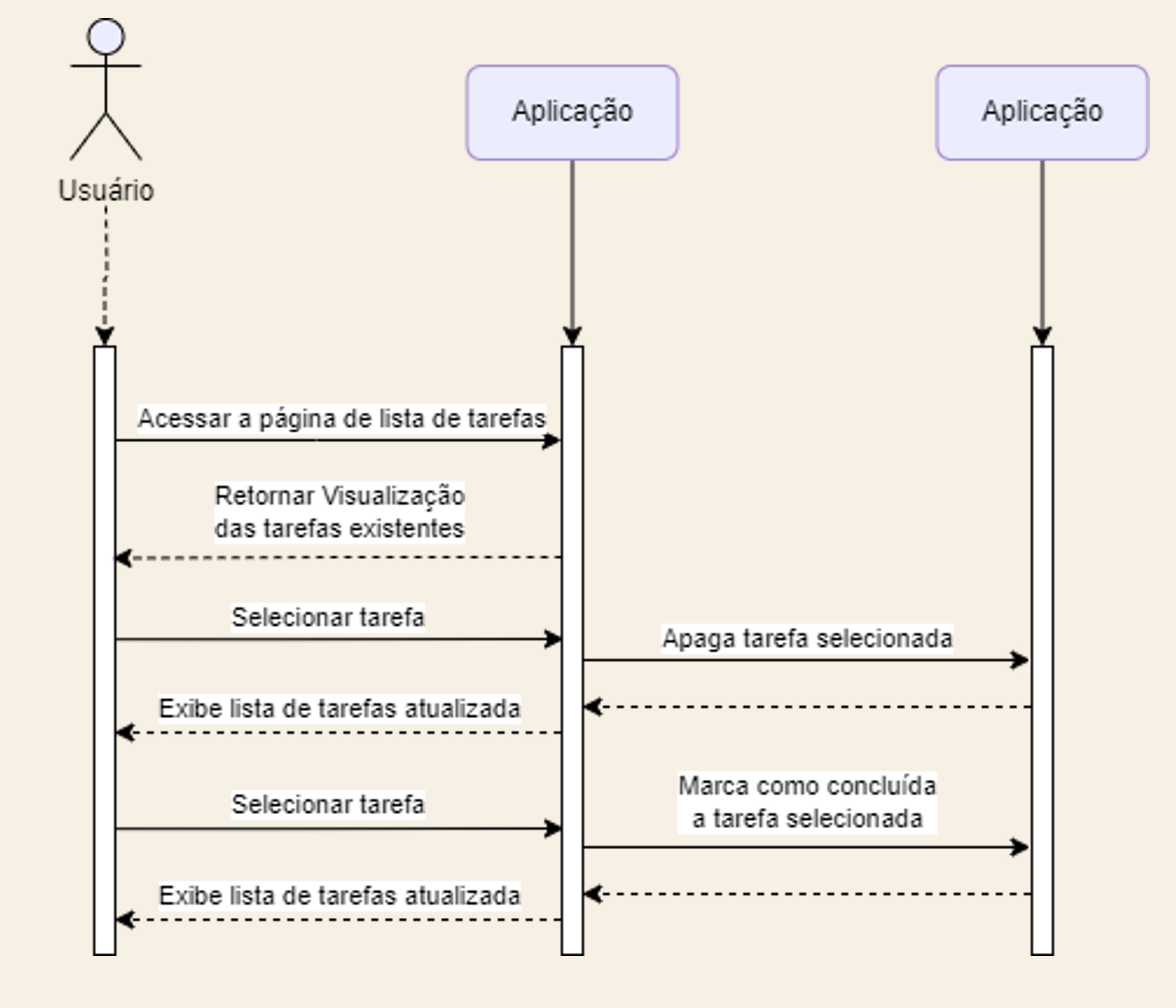 Aplicação
Aplicação
Usuário
Acessar a página de lista de tarefas
Retornar Visualização
das tarefas existentes
Selecionar tarefa
Apaga tarefa selecionada
Exibe lista de tarefas atualizada
Marca como concluída
a tarefa selecionada
Selecionar tarefa
Exibe lista de tarefas atualizada